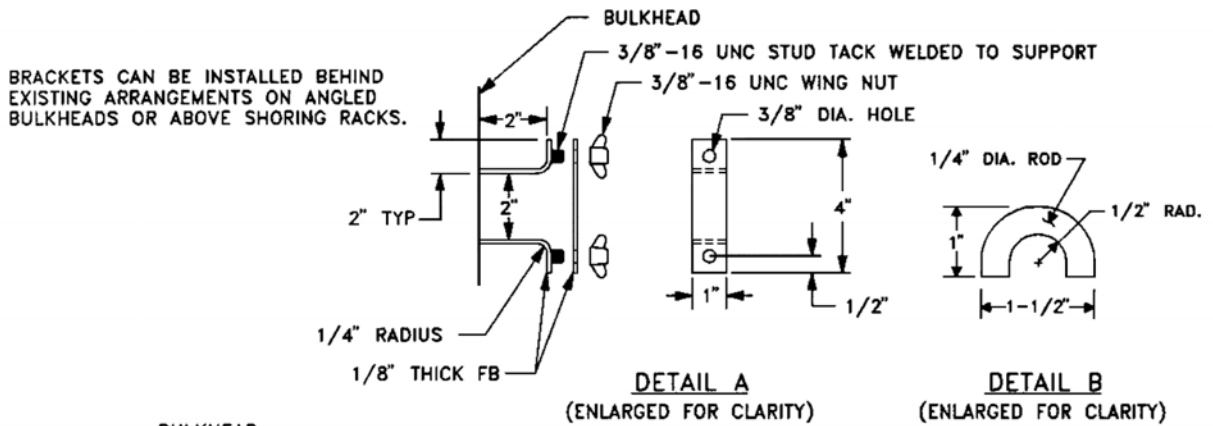 BULKHEAD
3/8"-16 UNC STUD TACK WELDED TO SUPPORT
3/8"-16 UNC WING NUT
3/8" DIA. HOLE
BRACKETS CAN BE INSTALLED BEHIND
EXISTING ARRANGEMENTS ON ANGLED
BULKHEADS OR ABOVE SHORING RACKS.
2"
2" TYP
2"
1/4" RADIUS
1/8" THICK FB
4"
1"
1/2"
DETAIL A
(ENLARGED FOR CLARITY)
1/4" DIA. ROD
1/2" RAD.
1"
1-1/2"
DETAIL B
(ENLARGED FOR CLARITY)
BULKHEAD